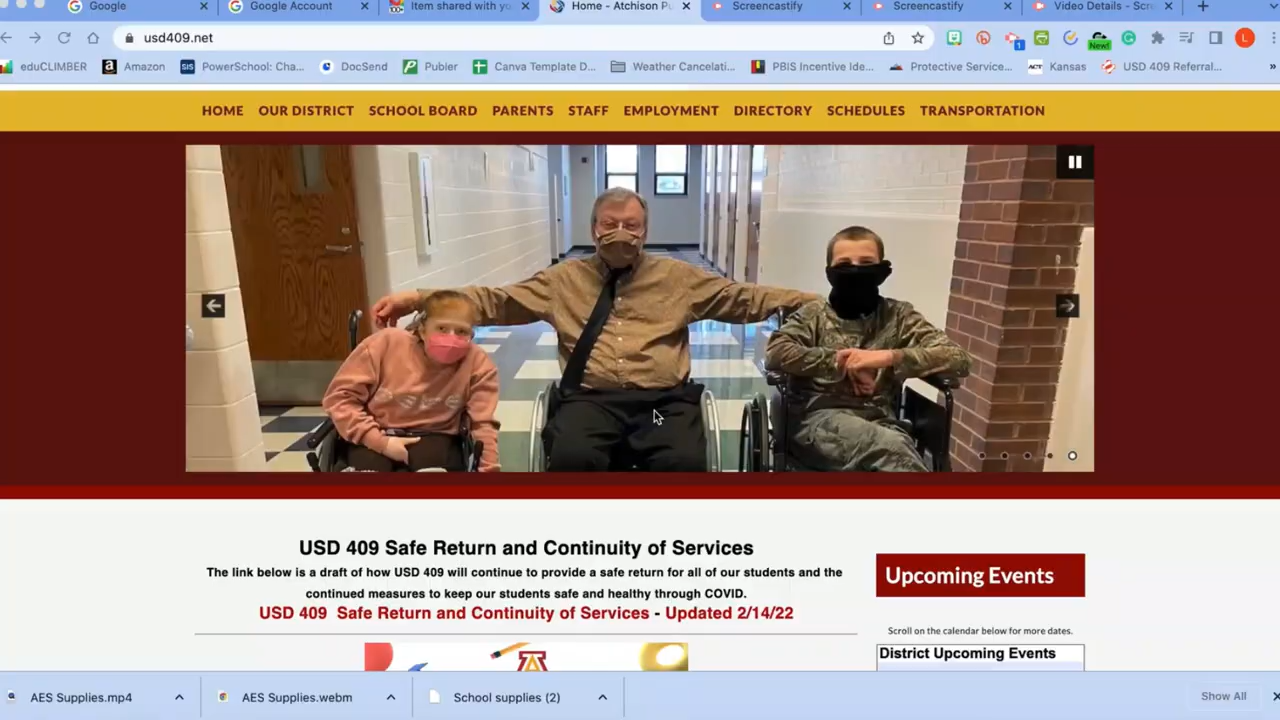 Google
Google Account
Item shared with yo
Home - Atchison Pu
Screencastify
Screencastify
Video Details - Scre
usd409.net
1
New!
L
eduCLIMBER
Amazon
SIS
PowerSchool: Cha...
DocSend
Publer
Canva Template D...
Weather Cancelati...
PBIS Incentive Ide...
Protective Service...
ACT
Kansas
USD 409 Referral...
»
HOME
OUR DISTRICT
SCHOOL BOARD
PARENTS
STAFF
EMPLOYMENT
DIRECTORY
SCHEDULES
TRANSPORTATION
USD 409 Safe Return and Continuity of Services
The link below is a draft of how USD 409 will continue to provide a safe return for all of our students and the
continued measures to keep our students safe and healthy through COVID.
USD 409 Safe Return and Continuity of Services - Updated 2/14/22
Upcoming Events
Scroll on the calendar below for more dates.
District Upcoming Events
AES Supplies.mp4
AES Supplies.webm
School supplies (2)
Show All